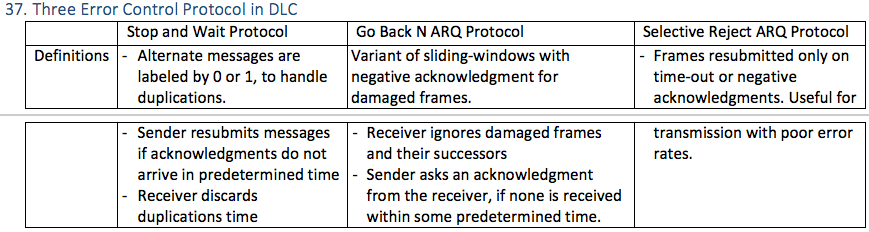 37. Three Error Control Protocol in DLC
Stop and Wait Protocol
Go Back N ARQ Protocol
Selective Reject ARQ Protocol
Definitions
- Alternate messages are
labeled by 0 or 1, to handle
duplications.
Variant of sliding-windows with
negative acknowledgment for
damaged frames.
- Frames resubmitted only on
time-out or negative
acknowledgments. Useful for
- Sender resubmits messages
if acknowledgments do not
arrive in predetermined time
- Receiver discards
duplications time
- Receiver ignores damaged frames
and their successors
- Sender asks an acknowledgment
from the receiver, if none is received
within some predetermined time.
transmission with poor error
rates.